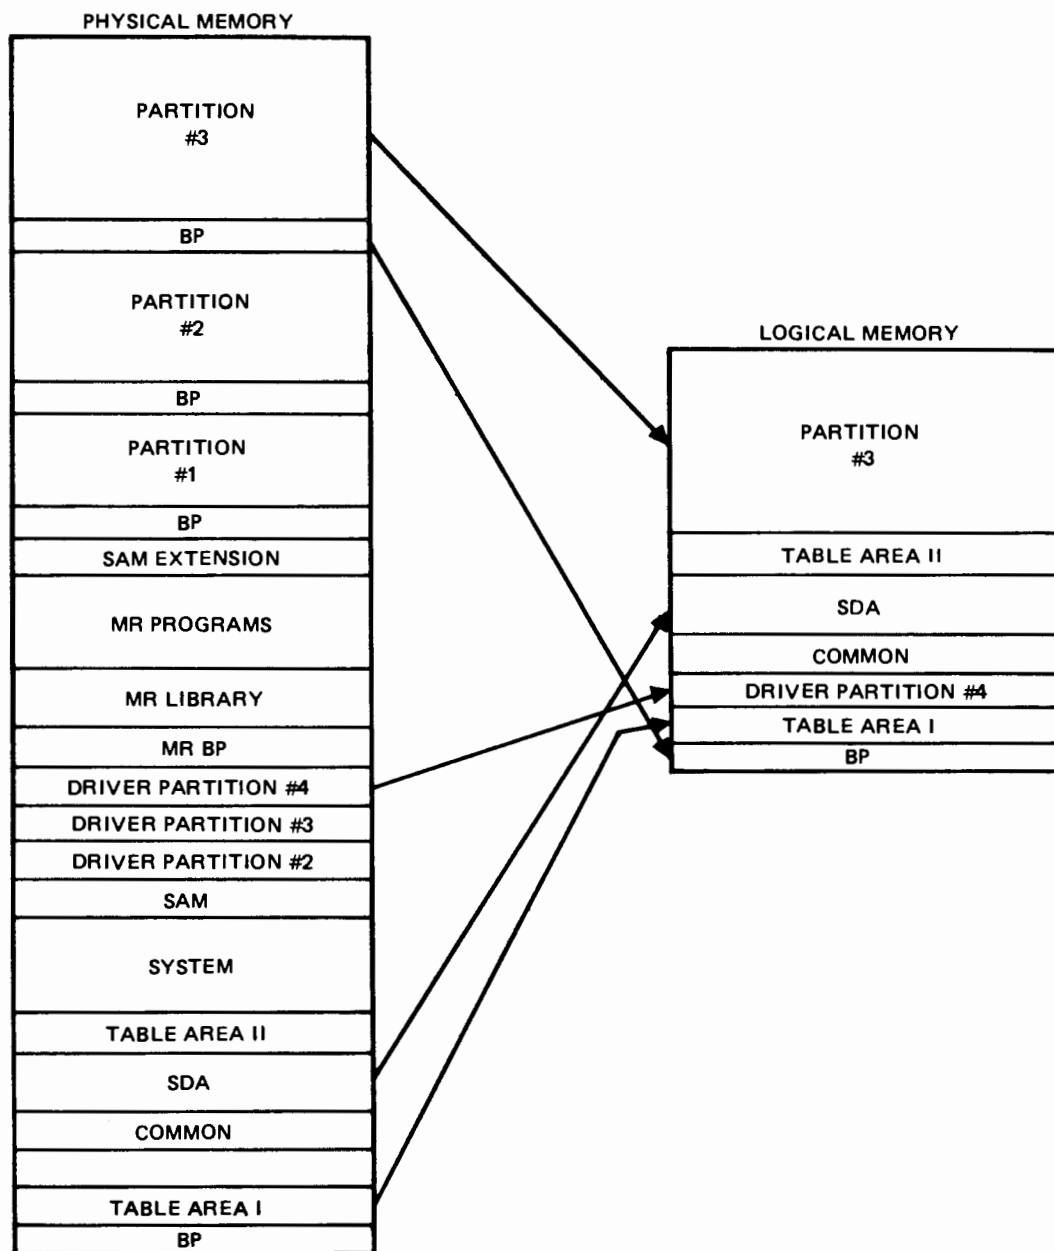 PHYSICAL MEMORY
PARTITION
#3
BP
PARTITION
#2
BP
PARTITION
#1
BP
SAM EXTENSION
MR PROGRAMS
MR LIBRARY
MR BP
DRIVER PARTITION #4
DRIVER PARTITION #3
DRIVER PARTITION #2
SAM
SYSTEM
TABLE AREA II
SDA
COMMON
TABLE AREA I
BP
LOGICAL MEMORY
PARTITION
#3
TABLE AREA II
SDA
COMMON
DRIVER PARTITION #4
TABLE AREA I
BP